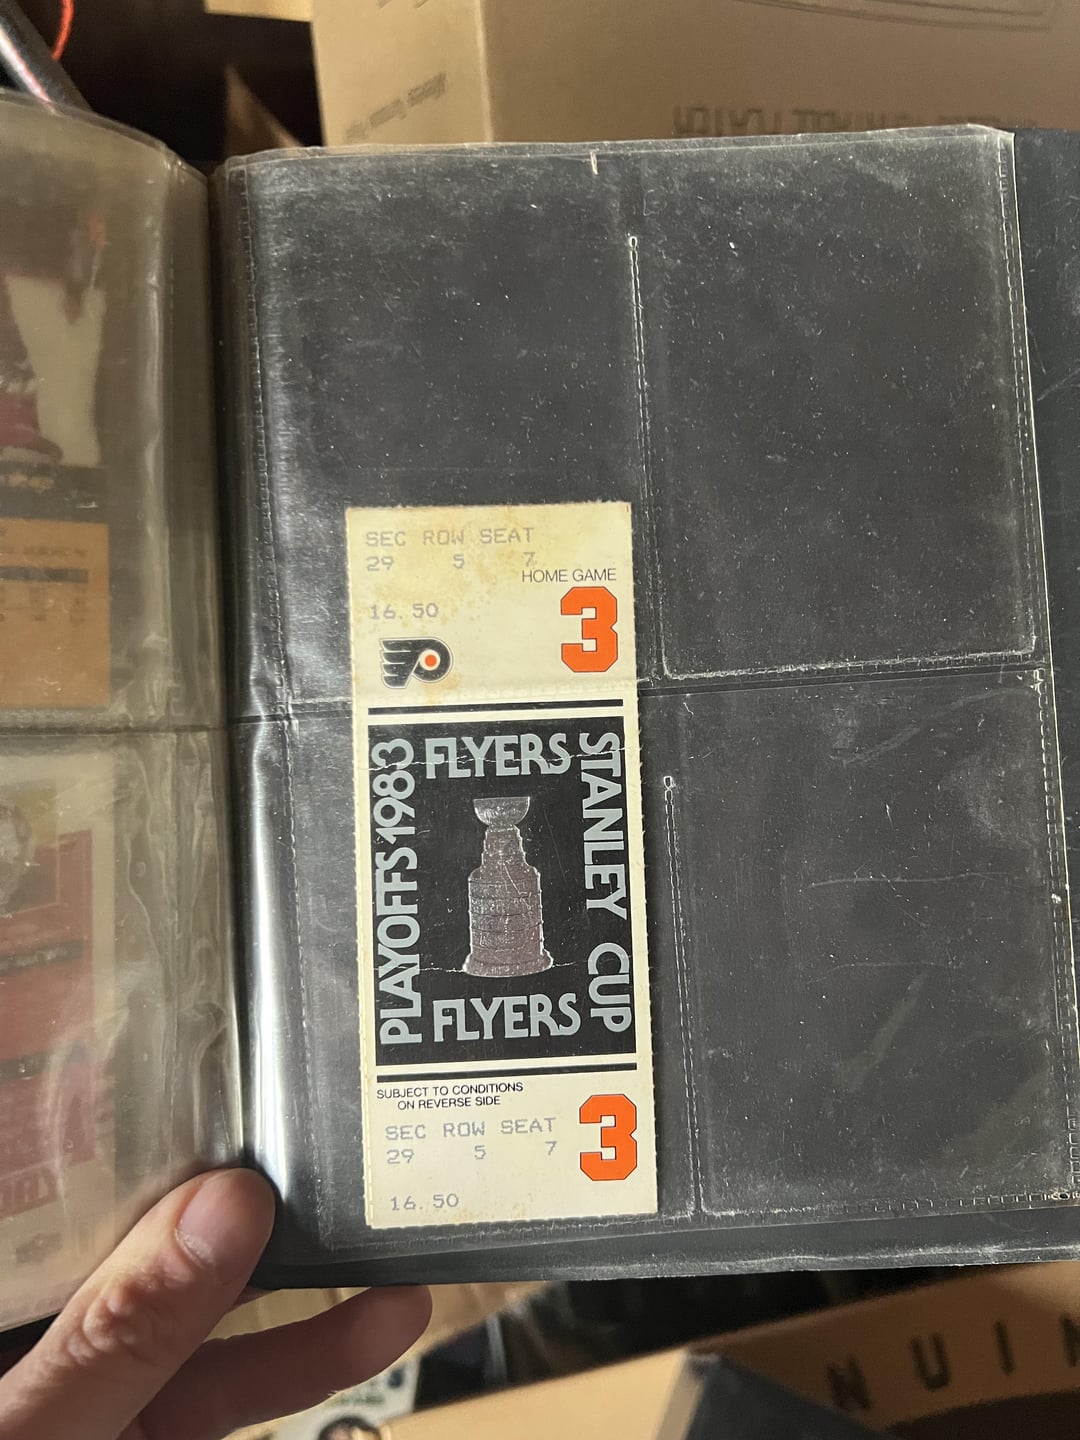 SEC ROW SEAT
29 5 7
HOME GAME
16.50
3
PLAYOFFS 1983
FLYERS
STANLEY CUP
FLYERS
SUBJECT TO CONDITIONS
ON REVERSE SIDE
SEC ROW SEAT
29 5 7
3
16.50
NUIN